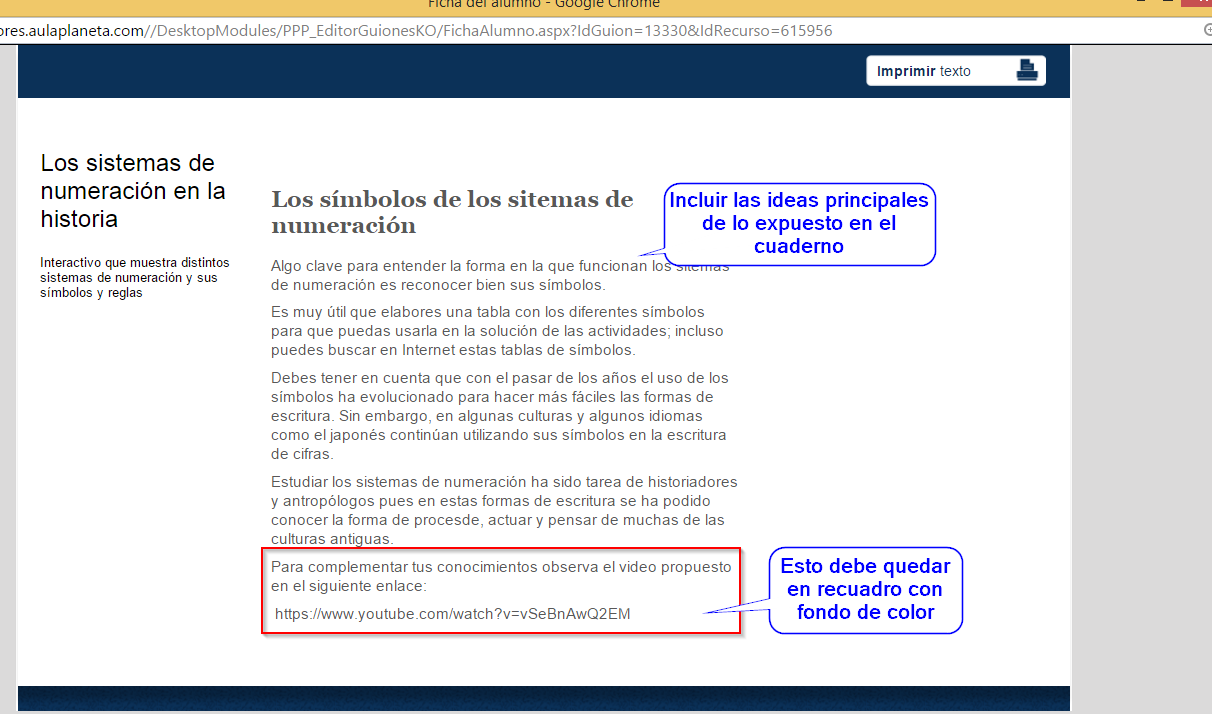 Ficha del alumno - Google Chrome
ores.aulaplaneta.com//DesktopModules/PPP_EditorGuionesKO/FichaAlumno.aspx?IdGuion=13330&IdRecurso=615956
Imprimir texto
Los sistemas de
numeración en la
historia
Interactivo que muestra distintos
sistemas de numeración y sus
símbolos y reglas
Los símbolos de los sitemas de
numeración
Incluir las ideas principales
de lo expuesto en el
cuaderno
Algo clave para entender la forma en la que funcionan los sitemas
de numeración es reconocer bien sus símbolos.
Es muy útil que elabores una tabla con los diferentes símbolos
para que puedas usarla en la solución de las actividades; incluso
puedes buscar en Internet estas tablas de símbolos.
Debes tener en cuenta que con el pasar de los años el uso de los
símbolos ha evolucionado para hacer más fáciles las formas de
escritura. Sin embargo, en algunas culturas y algunos idiomas
como el japonés continúan utilizando sus símbolos en la escritura
de cifras.
Estudiar los sistemas de numeración ha sido tarea de historiadores
y antropólogos pues en estas formas de escritura se ha podido
conocer la forma de procesde, actuar y pensar de muchas de las
culturas antiguas.
Para complementar tus conocimientos observa el video propuesto
en el siguiente enlace:
https://www.youtube.com/watch?v=vSeBnAwQ2EM
Esto debe quedar
en recuadro con
fondo de color